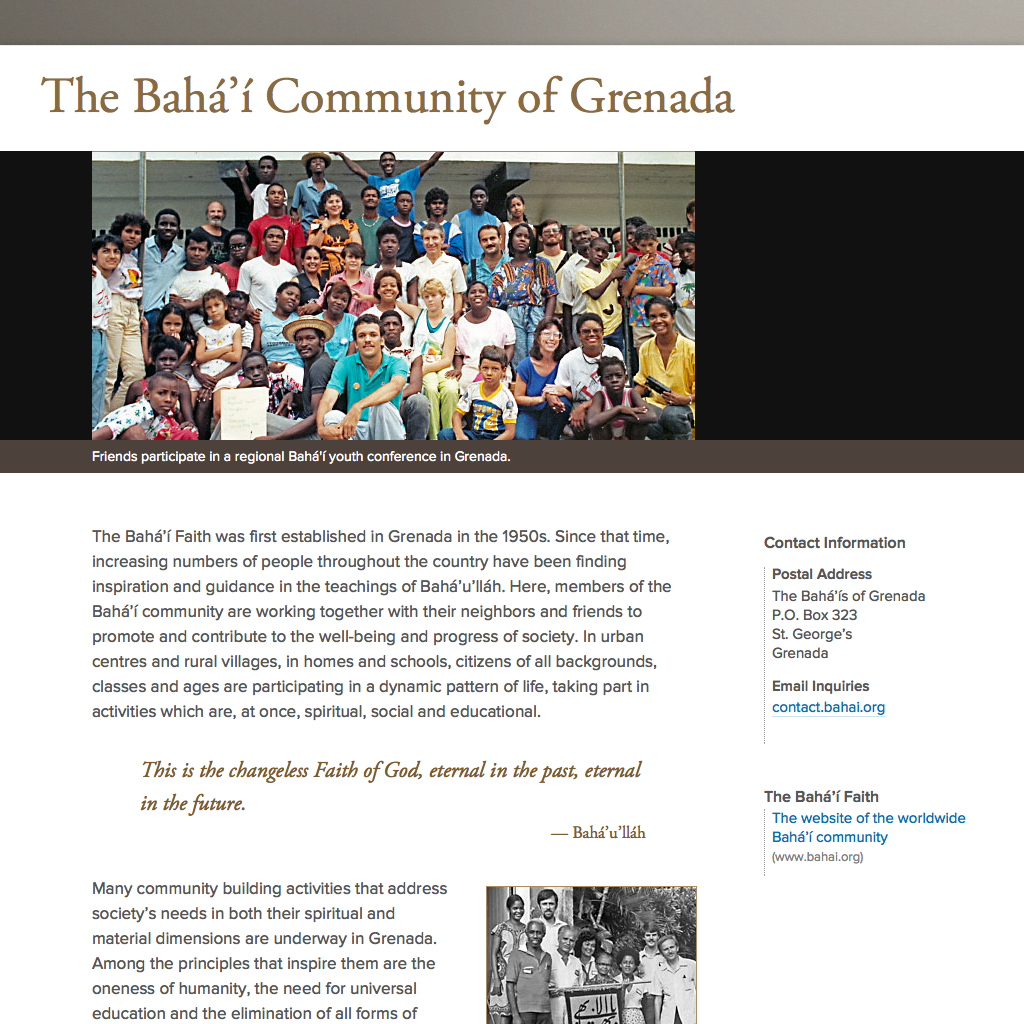 The Bahá’í Community of Grenada
Friends participate in a regional Bahá’í youth conference in Grenada.
The Bahá’í Faith was first established in Grenada in the 1950s. Since that time,
increasing numbers of people throughout the country have been finding
inspiration and guidance in the teachings of Bahá’u’lláh. Here, members of the
Bahá’í community are working together with their neighbors and friends to
promote and contribute to the well-being and progress of society. In urban
centres and rural villages, in homes and schools, citizens of all backgrounds,
classes and ages are participating in a dynamic pattern of life, taking part in
activities which are, at once, spiritual, social and educational.
This is the changeless Faith of God, eternal in the past, eternal
in the future.
— Bahá’u’lláh
Many community building activities that address
society’s needs in both their spiritual and
material dimensions are underway in Grenada.
Among the principles that inspire them are the
oneness of humanity, the need for universal
education and the elimination of all forms of
Contact Information
Postal Address
The Bahá’ís of Grenada
P.O. Box 323
St. George’s
Grenada
Email Inquiries
contact.bahai.org
The Bahá’í Faith
The website of the worldwide
Bahá’í community
(www.bahai.org)